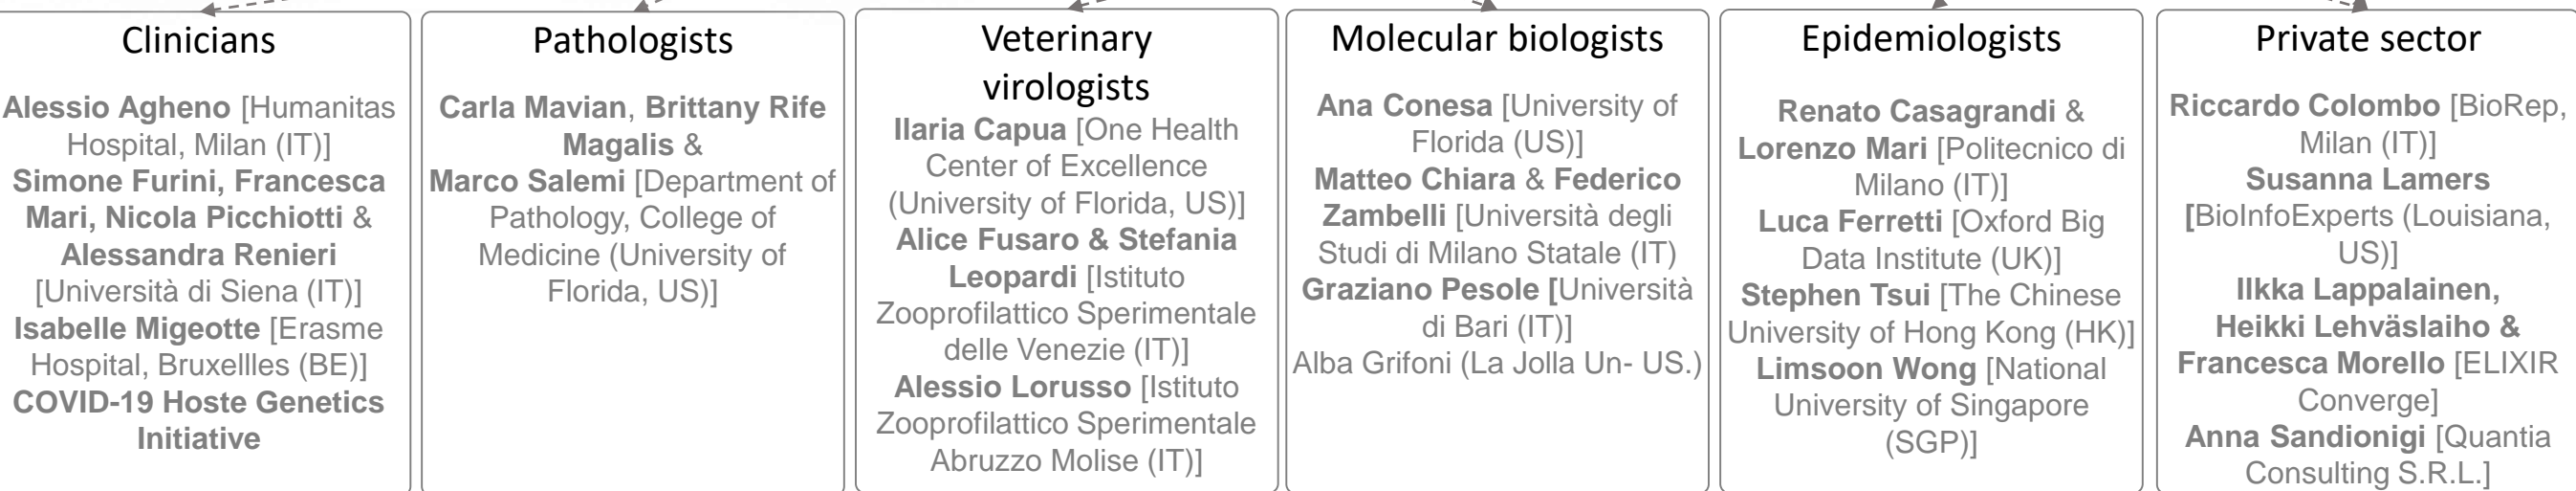 Clinicians
Alessio Agheno [Humanitas
Hospital, Milan (IT)]
Simone Furini, Francesca
Mari, Nicola Picchiotti &
Alessandra Renieri
[Università di Siena (IT)]
Isabelle Migeotte [Erasme
Hospital, Bruxellles (BE)]
COVID-19 Hoste Genetics
Initiative
Pathologists
Carla Mavian, Brittany Rife
Magalis &
Marco Salemi [Department of
Pathology, College of
Medicine (University of
Florida, US)]
Veterinary
virologists
Ilaria Capua [One Health
Center of Excellence
(University of Florida, US)]
Alice Fusaro & Stefania
Leopardi [Istituto
Zooprofilattico Sperimentale
delle Venezie (IT)]
Alessio Lorusso [Istituto
Zooprofilattico Sperimentale
Abruzzo Molise (IT)]
Molecular biologists
Ana Conesa [University of
Florida (US)]
Matteo Chiara & Federico
Zambelli [Università degli
Studi di Milano Statale (IT)
Graziano Pesole [Università
di Bari (IT)]
Alba Grifoni (La Jolla Un- US.)
Epidemiologists
Renato Casagrandi &
Lorenzo Mari [Politecnico di
Milano (IT)]
Luca Ferretti [Oxford Big
Data Institute (UK)]
Stephen Tsui [The Chinese
University of Hong Kong (HK)]
Limsoon Wong [National
University of Singapore
(SGP)]
Private sector
Riccardo Colombo [BioRep,
Milan (IT)]
Susanna Lamers
[BioInfoExperts (Louisiana,
US)]
Ilkka Lappalainen,
Heikki Lehväslaiho &
Francesca Morello [ELIXIR
Converge]
Anna Sandionigi [Quantia
Consulting S.R.L.]